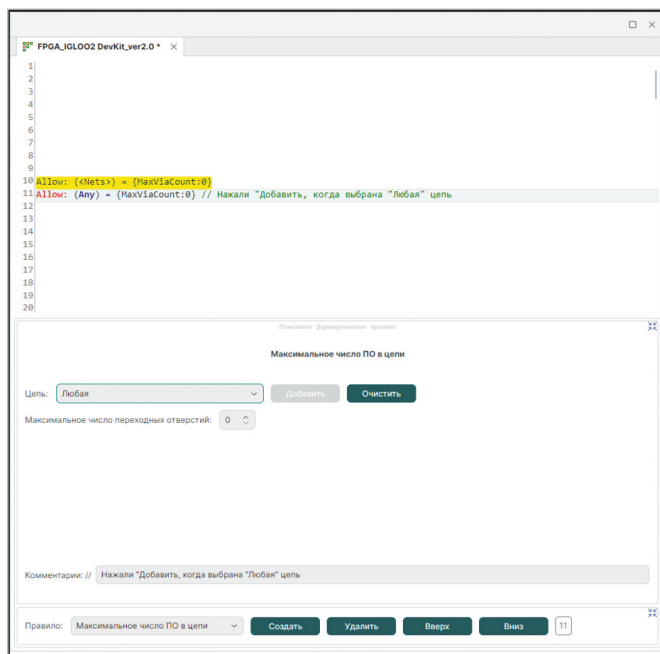 FPGA_IGLOO2 DevKit_ver2.0 *
1
2
3
4
5
6
7
8
9
10 Allow: (<Nets>) = {MaxViaCount:0}
11 Allow: (Any) = {MaxViaCount:0} // Нажали "Добавить, когда выбрана "Любая" цепь
12
13
14
15
16
17
18
19
20
Помощник формирования правил
Максимальное число ПО в цепи
Цепь: Любая Добавить Очистить
Максимальное число переходных отверстий: 0
Комментарии: // Нажали "Добавить, когда выбрана "Любая" цепь
Правило: Максимальное число ПО в цепи Создать Удалить Вверх Вниз 11